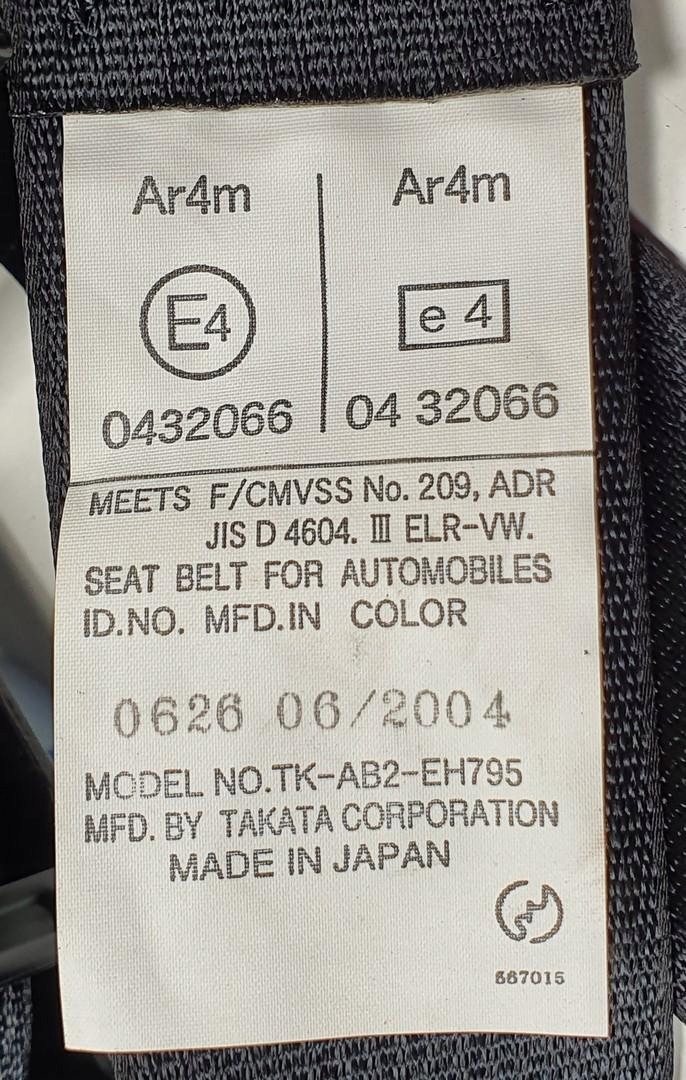 Ar4m
E4
0432066
Ar4m
e 4
04 32066
MEETS F/CMVSS No. 209, ADR
JIS D 4604. Ⅲ ELR-VW.
SEAT BELT FOR AUTOMOBILES
ID.NO. MFD.IN COLOR
0626 06/2004
MODEL NO.TK-AB2-EH795
MFD. BY TAKATA CORPORATION
MADE IN JAPAN
567015